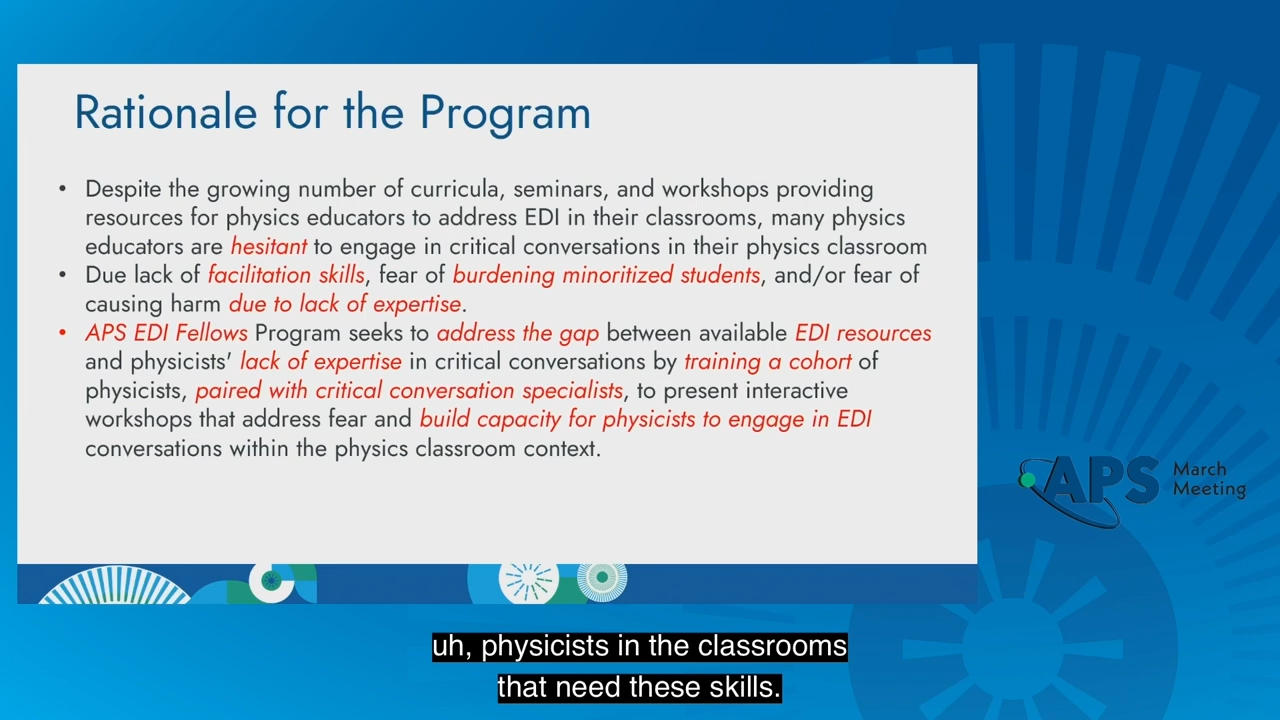 Rationale for the Program
• Despite the growing number of curricula, seminars, and workshops providing
resources for physics educators to address EDI in their classrooms, many physics
educators are hesitant to engage in critical conversations in their physics classroom
• Due lack of facilitation skills, fear of burdening minoritized students, and/or fear of
causing harm due to lack of expertise.
• APS EDI Fellows Program seeks to address the gap between available EDI resources
and physicists' lack of expertise in critical conversations by training a cohort of
physicists, paired with critical conversation specialists, to present interactive
workshops that address fear and build capacity for physicists to engage in EDI
conversations within the physics classroom context.
APS March
Meeting
uh, physicists in the classrooms
that need these skills.